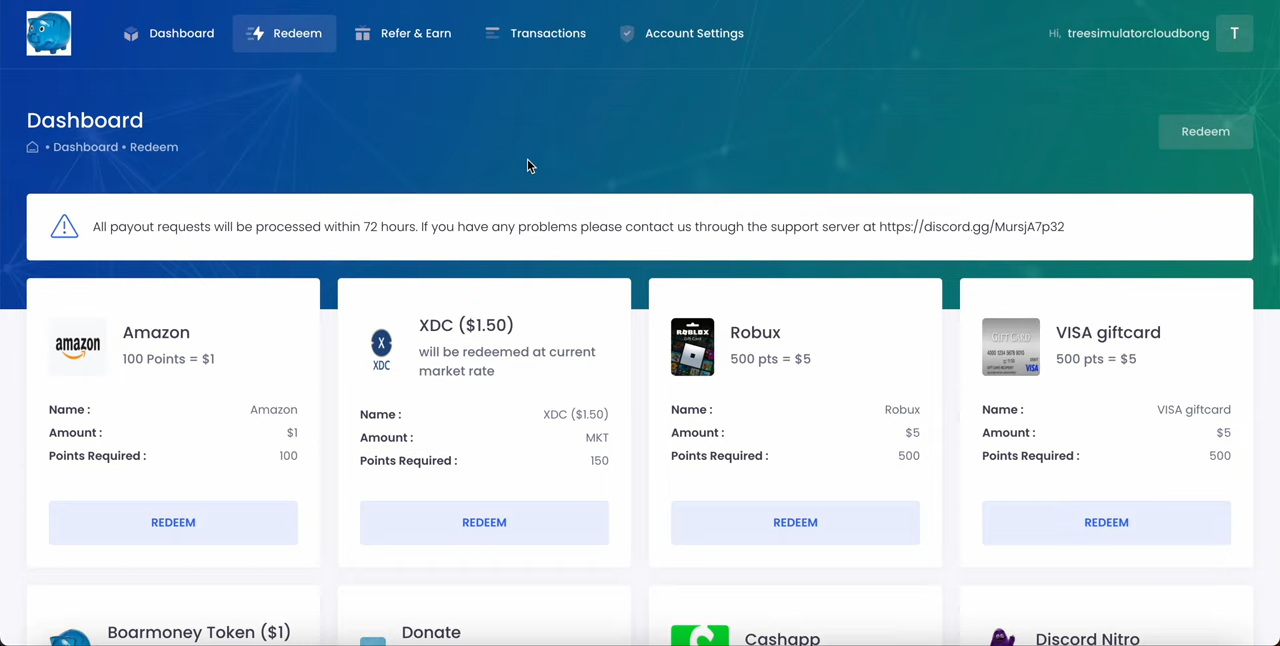 Dashboard
Redeem
Refer & Earn
Transactions
Account Settings
Hi, treesimulatorcloudbong
T
Dashboard
• Dashboard • Redeem
Redeem
All payout requests will be processed within 72 hours. If you have any problems please contact us through the support server at https://discord.gg/MursjA7p32
amazon
Amazon
100 Points = $1
Name : Amazon
Amount : $1
Points Required : 100
REDEEM
X
XDC
XDC ($1.50)
will be redeemed at current
market rate
Name : XDC ($1.50)
Amount : MKT
Points Required : 150
REDEEM
ROBLOX
Robux
500 pts = $5
Name : Robux
Amount : $5
Points Required : 500
REDEEM
GIFT CARD
VISA
VISA giftcard
500 pts = $5
Name : VISA giftcard
Amount : $5
Points Required : 500
REDEEM
Boarmoney Token ($1)
Donate
Cashapp
Discord Nitro